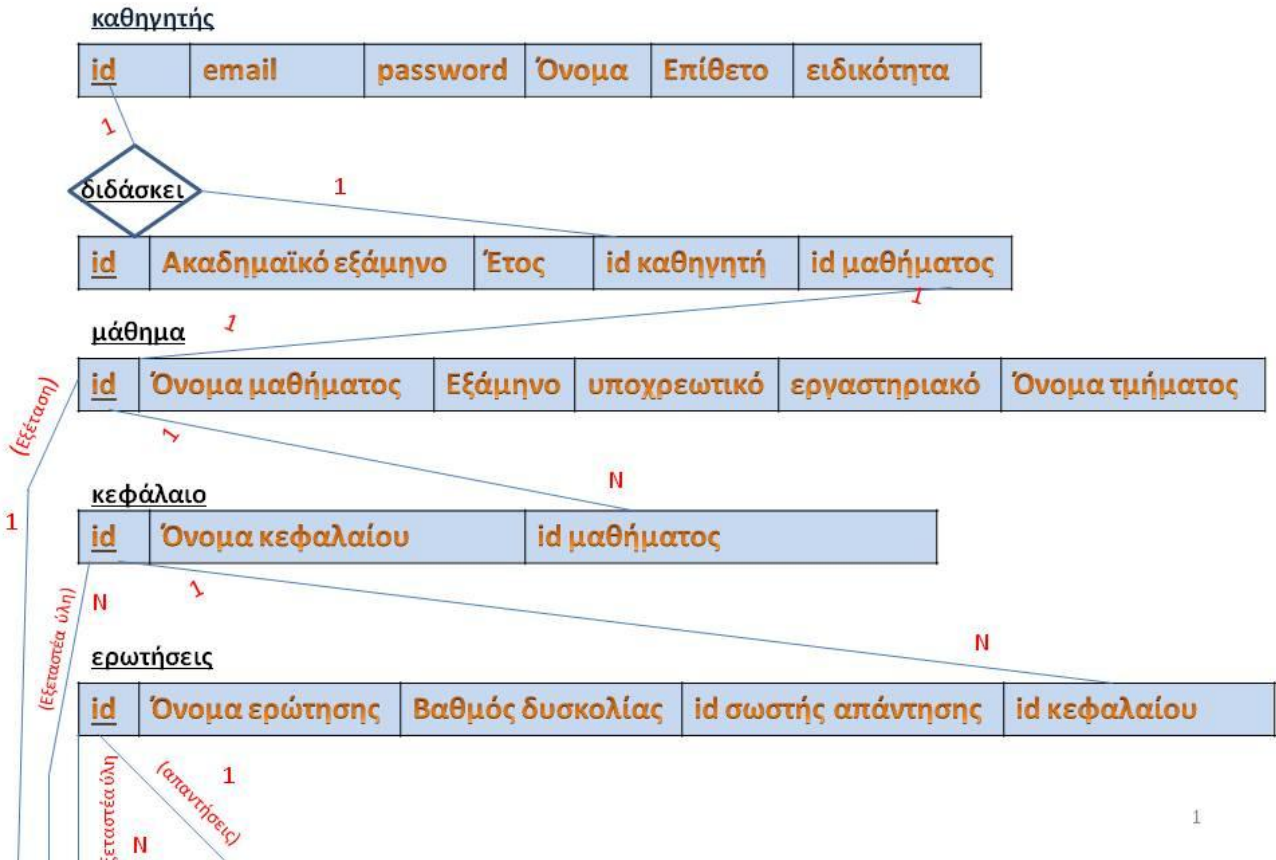 καθηγητής
id email password Όνομα Επίθετο ειδικότητα
1
διδάσκει
1
id Ακαδημαϊκό εξάμηνο Έτος id καθηγητή id μαθήματος
1
1
μάθημα
id Όνομα μαθήματος Εξάμηνο υποχρεωτικό εργαστηριακό Όνομα τμήματος
(Εξέταση)
1
N
1
κεφάλαιο
id Όνομα κεφαλαίου id μαθήματος
(Εξεταστέα ύλη)
N
1
N
ερωτήσεις
id Όνομα ερώτησης Βαθμός δυσκολίας id σωστής απάντησης id κεφαλαίου
ξεταστέα ύλη
N
(απαντήσεις)
1
1